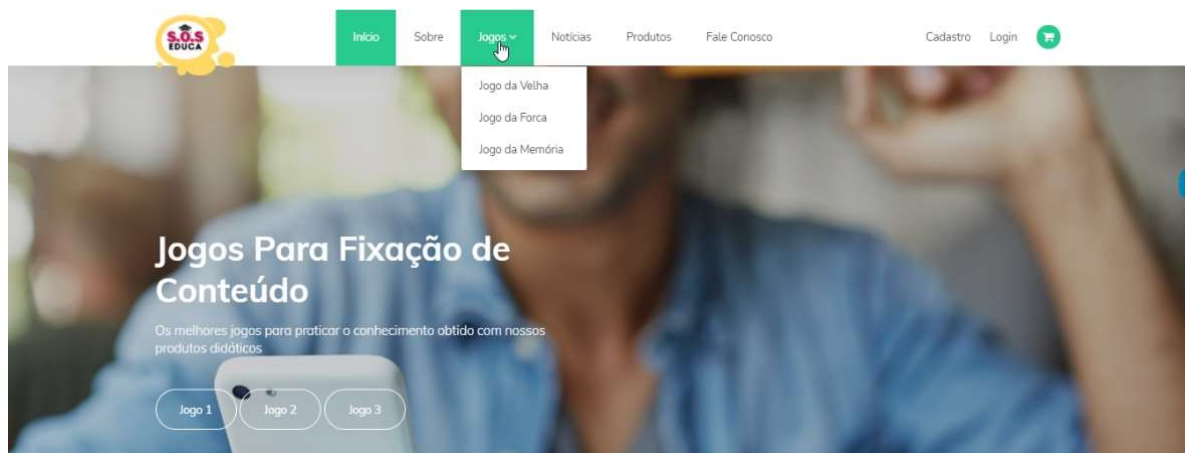 S.O.S
EDUCA
Início Sobre Jogos Notícias Produtos Fale Conosco Cadastro Login
Jogo da Velha
Jogo da Forca
Jogo da Memória
Jogos Para Fixação de
Conteúdo
Os melhores jogos para praticar o conhecimento obtido com nossos
produtos didáticos
Jogo 1 Jogo 2 Jogo 3